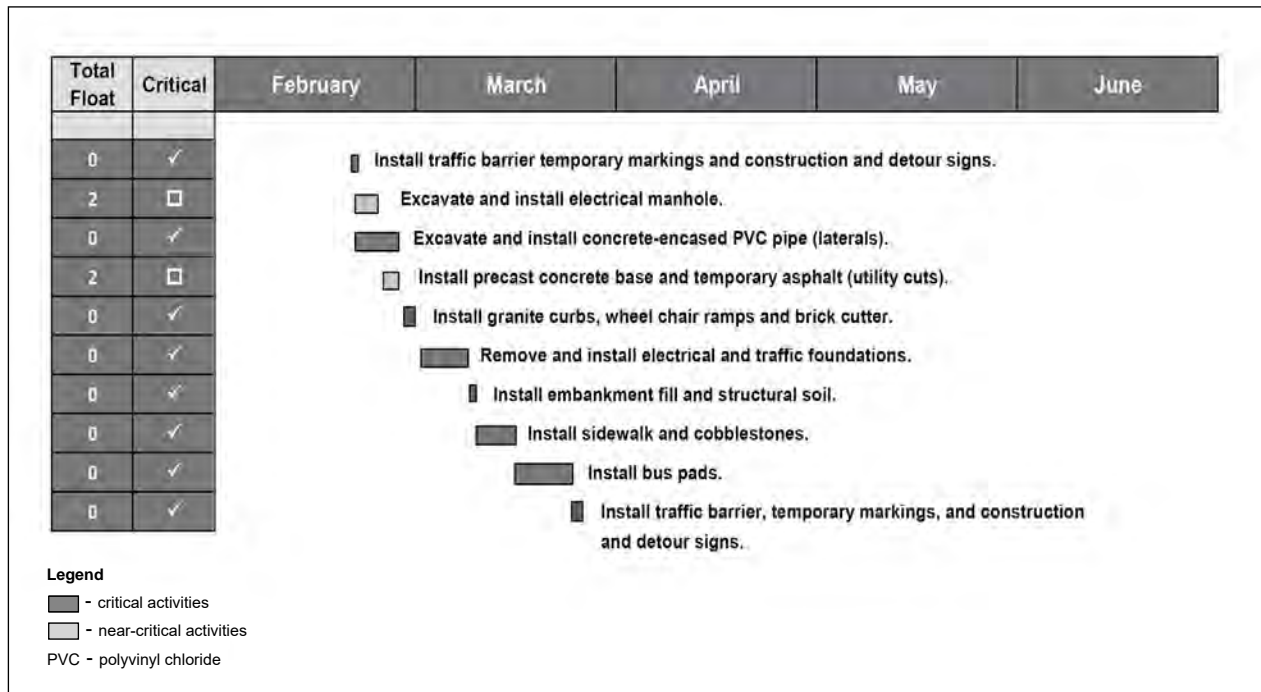 Total Float Critical February March April May June
0 ✓ Install traffic barrier temporary markings and construction and detour signs.
2 Excavate and install electrical manhole.
0 ✓ Excavate and install concrete-encased PVC pipe (laterals).
2 Install precast concrete base and temporary asphalt (utility cuts).
0 ✓ Install granite curbs, wheel chair ramps and brick cutter.
0 ✓ Remove and install electrical and traffic foundations.
0 ✓ Install embankment fill and structural soil.
0 ✓ Install sidewalk and cobblestones.
0 ✓ Install bus pads.
0 ✓ Install traffic barrier, temporary markings, and construction
and detour signs.
Legend
- critical activities
- near-critical activities
PVC - polyvinyl chloride